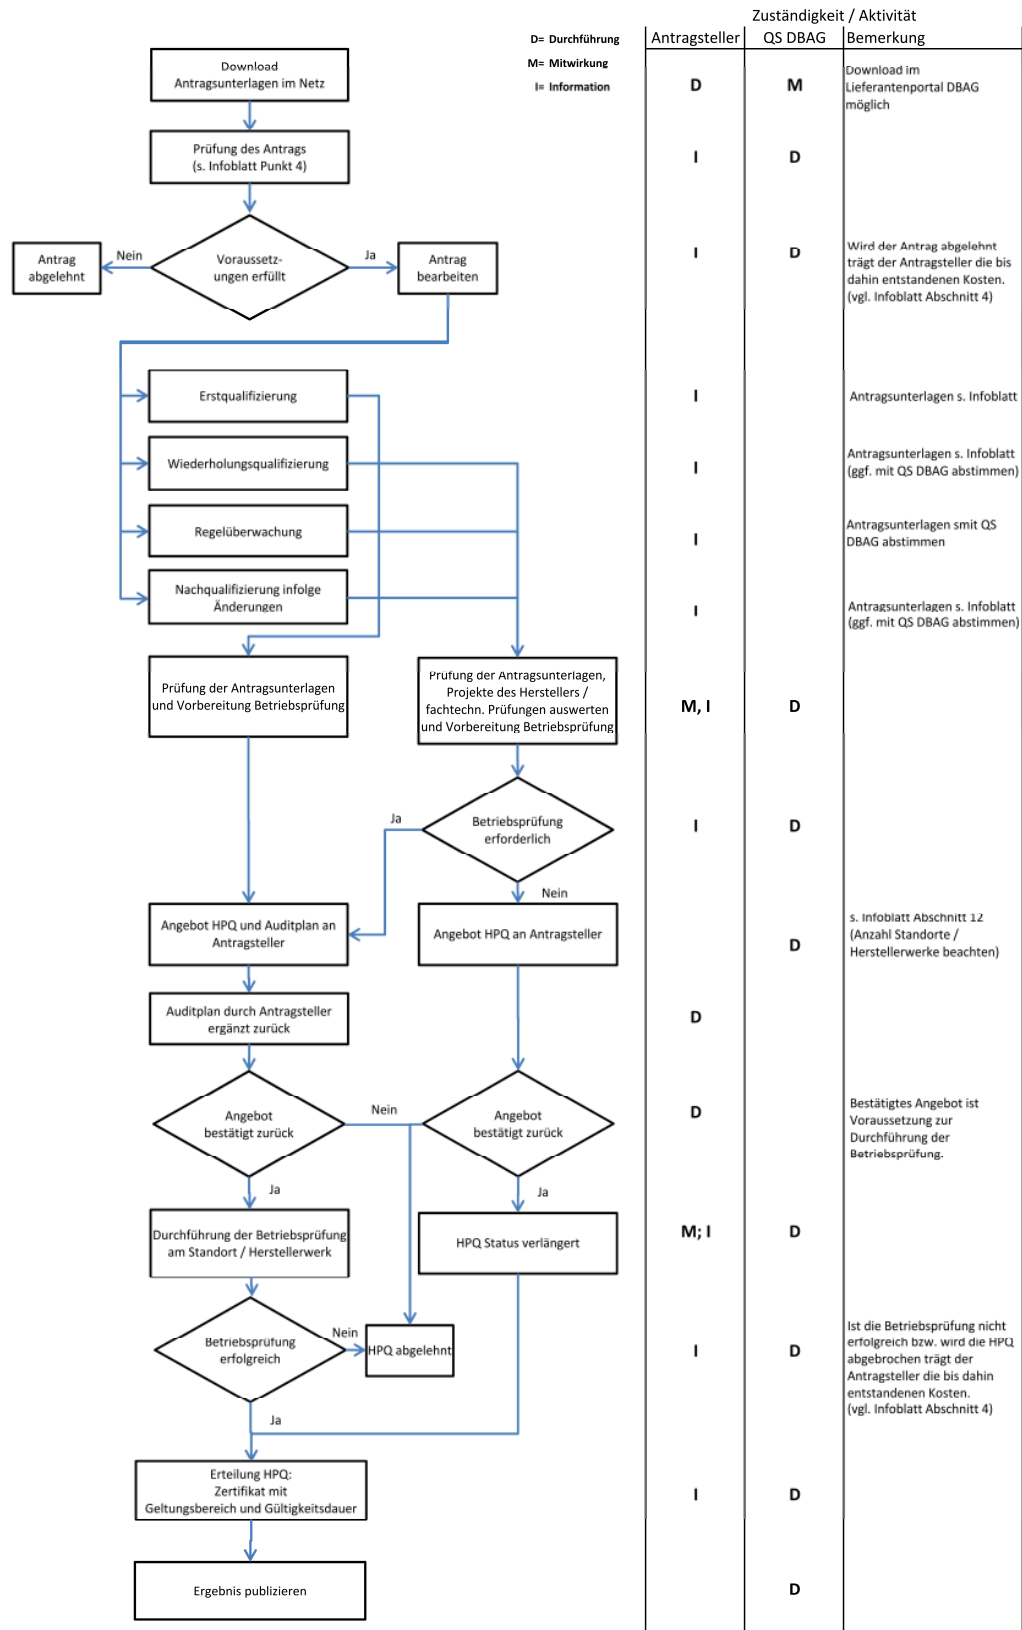 Zuständigkeit / Aktivität
D= Durchführung
M= Mitwirkung
I= Information
Antragsteller
QS DBAG
Bemerkung
Download
Antragsunterlagen im Netz
D
M
Download im
Lieferantenportal DBAG
möglich
Prüfung des Antrags
(s. Infoblatt Punkt 4)
I
D
Antrag
abgelehnt
Nein
Voraussetz-
ungen erfüllt
Ja
Antrag
bearbeiten
I
D
Wird der Antrag abgelehnt
trägt der Antragsteller die bis
dahin entstandenen Kosten.
(vgl. Infoblatt Abschnitt 4)
Erstqualifizierung
I
Antragsunterlagen s. Infoblatt
Wiederholungsqualifizierung
I
Antragsunterlagen s. Infoblatt
(ggf. mit QS DBAG abstimmen)
Regelüberwachung
I
Antragsunterlagen smit QS
DBAG abstimmen
Nachqualifizierung infolge
Änderungen
I
Antragsunterlagen s. Infoblatt
(ggf. mit QS DBAG abstimmen)
Prüfung der Antragsunterlagen
und Vorbereitung Betriebsprüfung
Prüfung der Antragsunterlagen,
Projekte des Herstellers /
fachtechn. Prüfungen auswerten
und Vorbereitung Betriebsprüfung
M, I
D
Ja
Betriebsprüfung
erforderlich
I
D
Nein
Angebot HPQ und Auditplan an
Antragsteller
Angebot HPQ an Antragsteller
D
s. Infoblatt Abschnitt 12
(Anzahl Standorte /
Herstellerwerke beachten)
Auditplan durch Antragsteller
ergänzt zurück
D
Angebot
bestätigt zurück
Nein
Angebot
bestätigt zurück
D
Bestätigtes Angebot ist
Voraussetzung zur
Durchführung der
Betriebsprüfung.
Ja
Ja
Durchführung der Betriebsprüfung
am Standort / Herstellerwerk
HPQ Status verlängert
M; I
D
Betriebsprüfung
erfolgreich
Nein
HPQ abgelehnt
I
D
Ist die Betriebsprüfung nicht
erfolgreich bzw. wird die HPQ
abgebrochen trägt der
Antragsteller die bis dahin
entstandenen Kosten.
(vgl. Infoblatt Abschnitt 4)
Ja
Erteilung HPQ:
Zertifikat mit
Geltungsbereich und Gültigkeitsdauer
I
D
Ergebnis publizieren
D